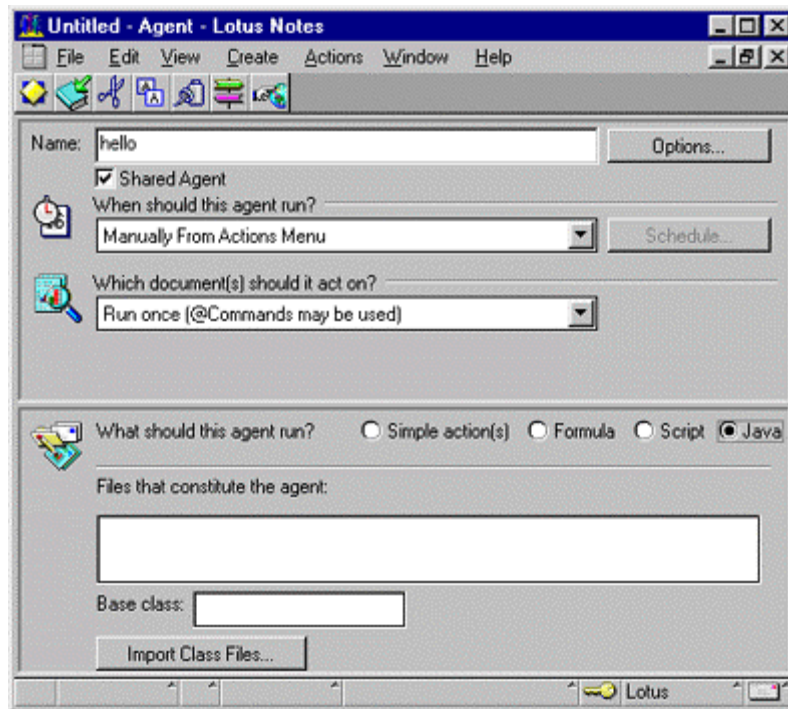 Untitled - Agent - Lotus Notes
File Edit View Create Actions Window Help
Name: hello Options...
Shared Agent
When should this agent run?
Manually From Actions Menu Schedule...
Which document(s) should it act on?
Run once (@Commands may be used)
What should this agent run? Simple action(s) Formula Script Java
Files that constitute the agent:
Base class:
Import Class Files...
Lotus